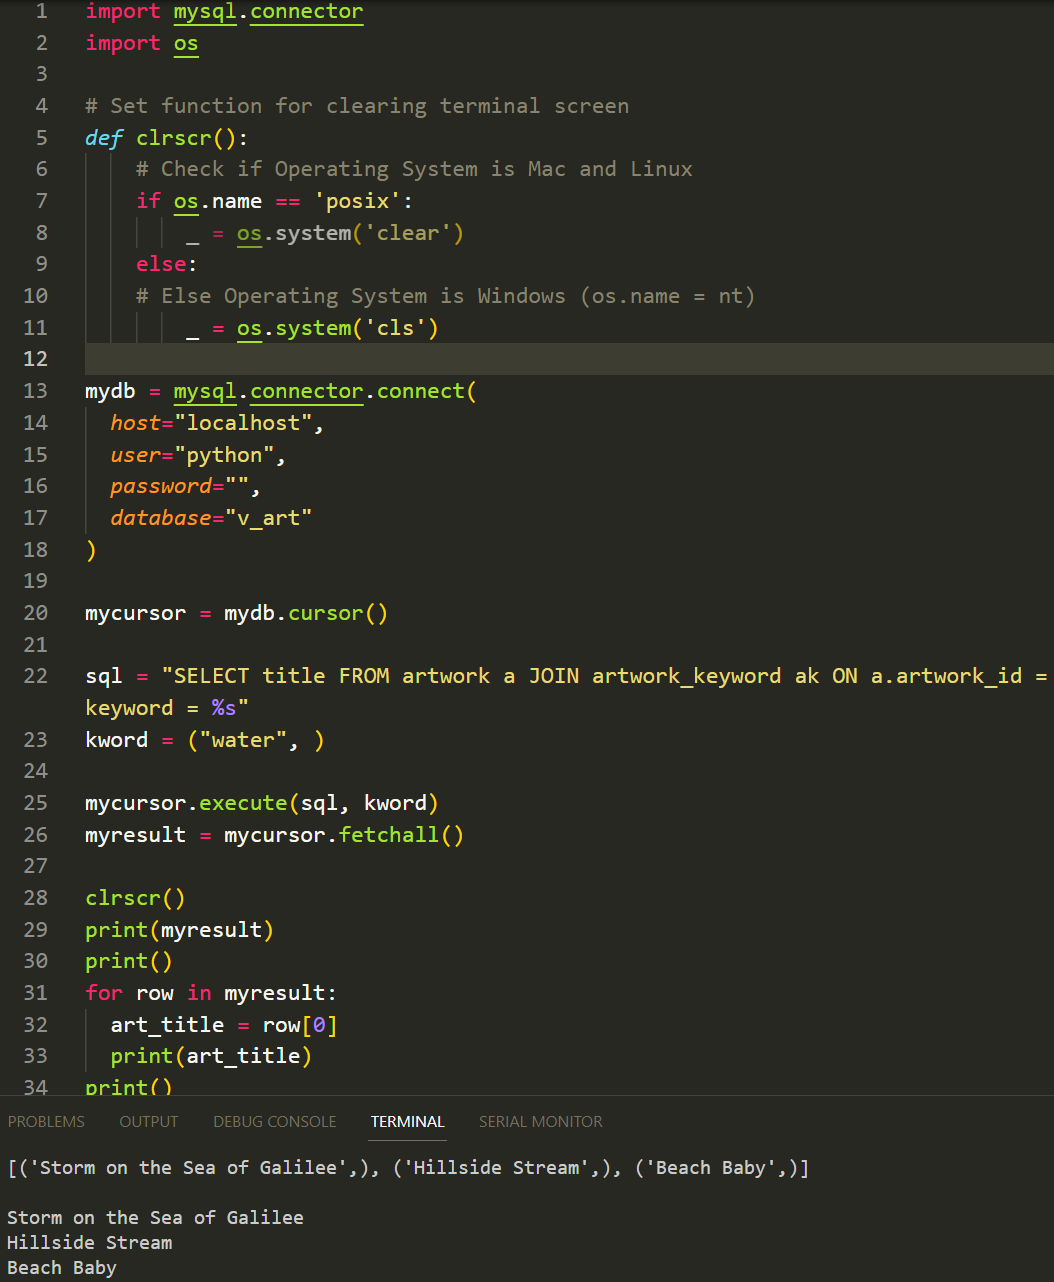 1 import mysql.connector
2 import os
3
4 # Set function for clearing terminal screen
5 def clrscr():
6     # Check if Operating System is Mac and Linux
7     if os.name == 'posix':
8         _ = os.system('clear')
9     else:
10     # Else Operating System is Windows (os.name = nt)
11         _ = os.system('cls')
12
13 mydb = mysql.connector.connect(
14   host="localhost",
15   user="python",
16   password="",
17   database="v_art"
18 )
19
20 mycursor = mydb.cursor()
21
22 sql = "SELECT title FROM artwork a JOIN artwork_keyword ak ON a.artwork_id =
keyword = %s"
23 kword = ("water", )
24
25 mycursor.execute(sql, kword)
26 myresult = mycursor.fetchall()
27
28 clrscr()
29 print(myresult)
30 print()
31 for row in myresult:
32   art_title = row[0]
33   print(art_title)
34 print()
PROBLEMS OUTPUT DEBUG CONSOLE TERMINAL SERIAL MONITOR
[('Storm on the Sea of Galilee',), ('Hillside Stream',), ('Beach Baby',)]
Storm on the Sea of Galilee
Hillside Stream
Beach Baby